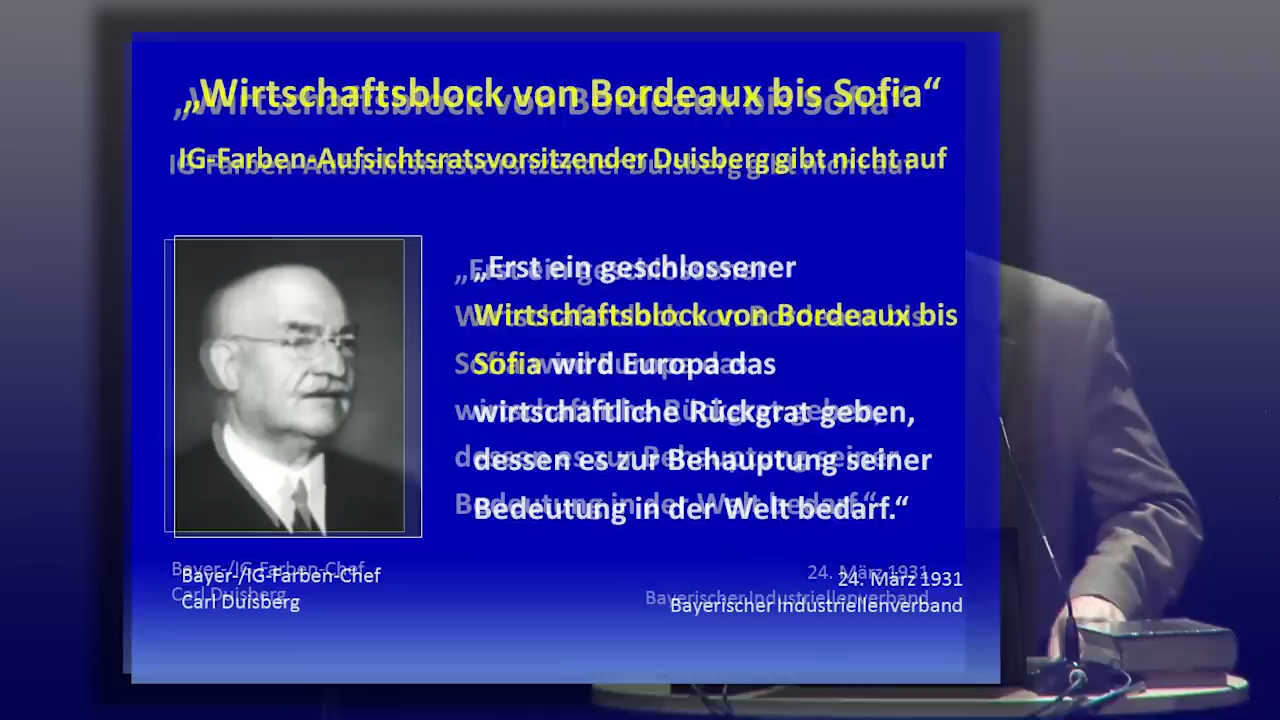 „Wirtschaftsblock von Bordeaux bis Sofia“
IG-Farben-Aufsichtsratsvorsitzender Duisberg gibt nicht auf
„Erst ein geschlossener
Wirtschaftsblock von Bordeaux bis
Sofia wird Europa das
wirtschaftliche Rückgrat geben,
dessen es zur Behauptung seiner
Bedeutung in der Welt bedarf.“
Bayer-/IG-Farben-Chef
Carl Duisberg
24. März 1931
Bayerischer Industriellenverband